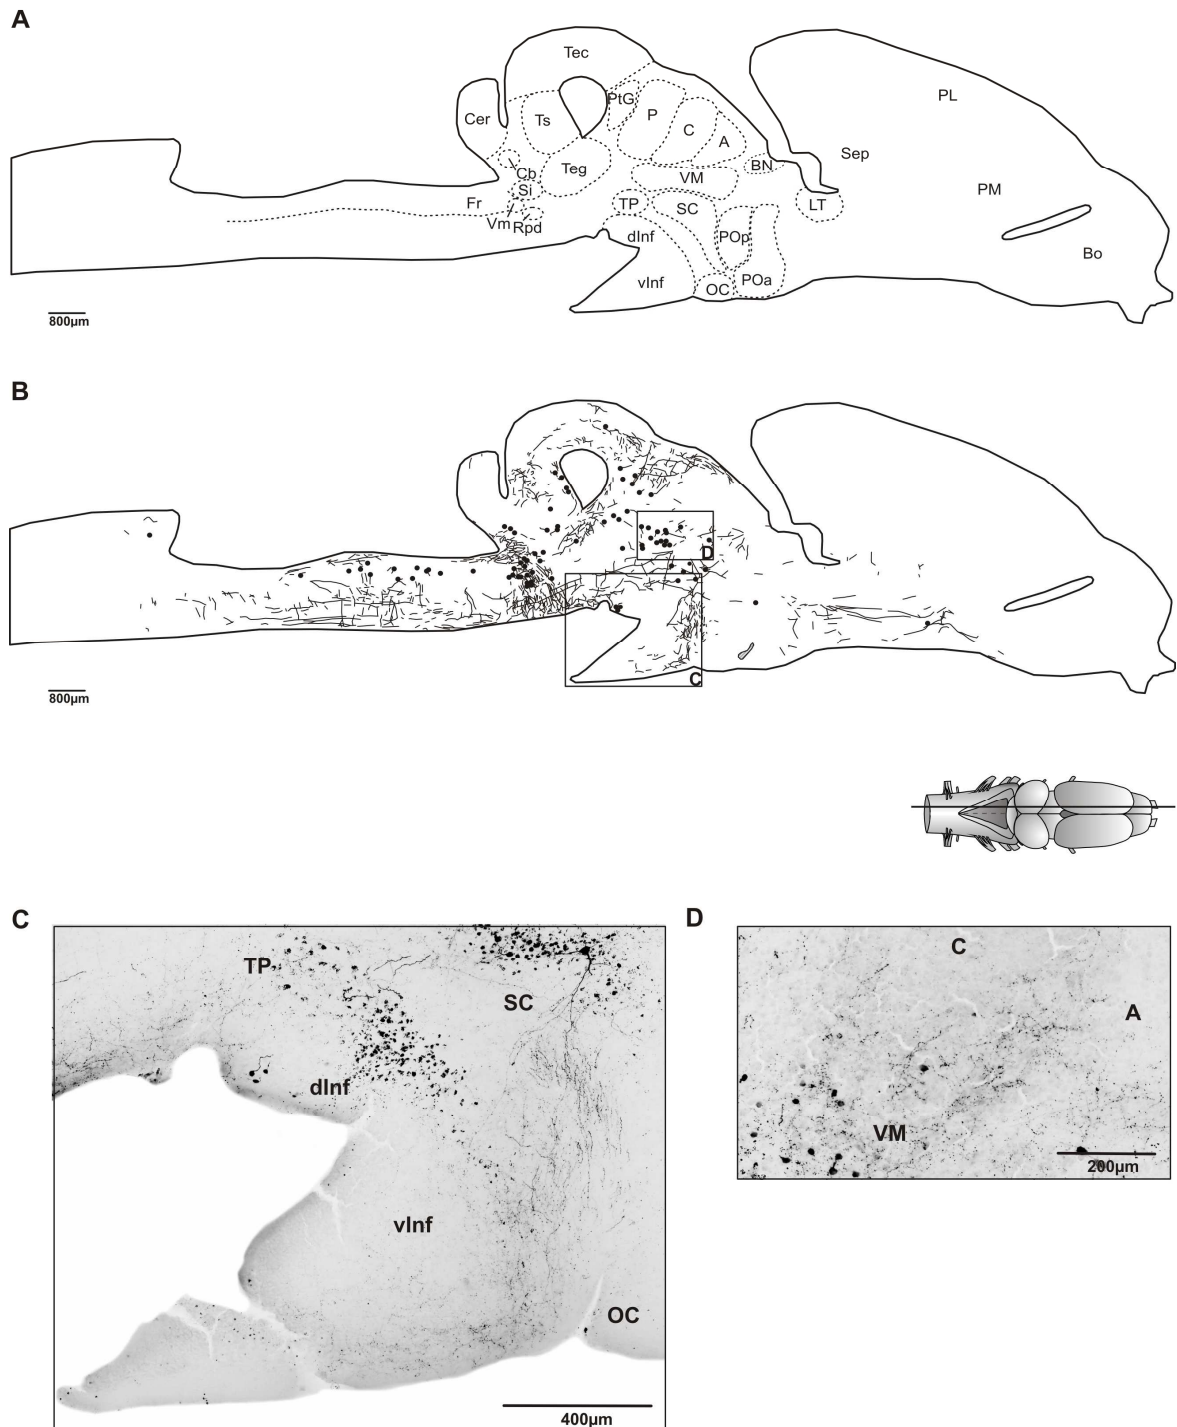 A
Tec
PtG
PL
Cer
Ts
P
C
A
Sep
BN
Cb
Teg
VM
PM
Si
Fr
TP
SC
LT
Vm
Rpd
dInf
POp
Bo
vInf
OC
POa
800µm
B
D
C
800µm
C
D
TP
C
SC
A
dInf
VM
200µm
vInf
OC
400µm